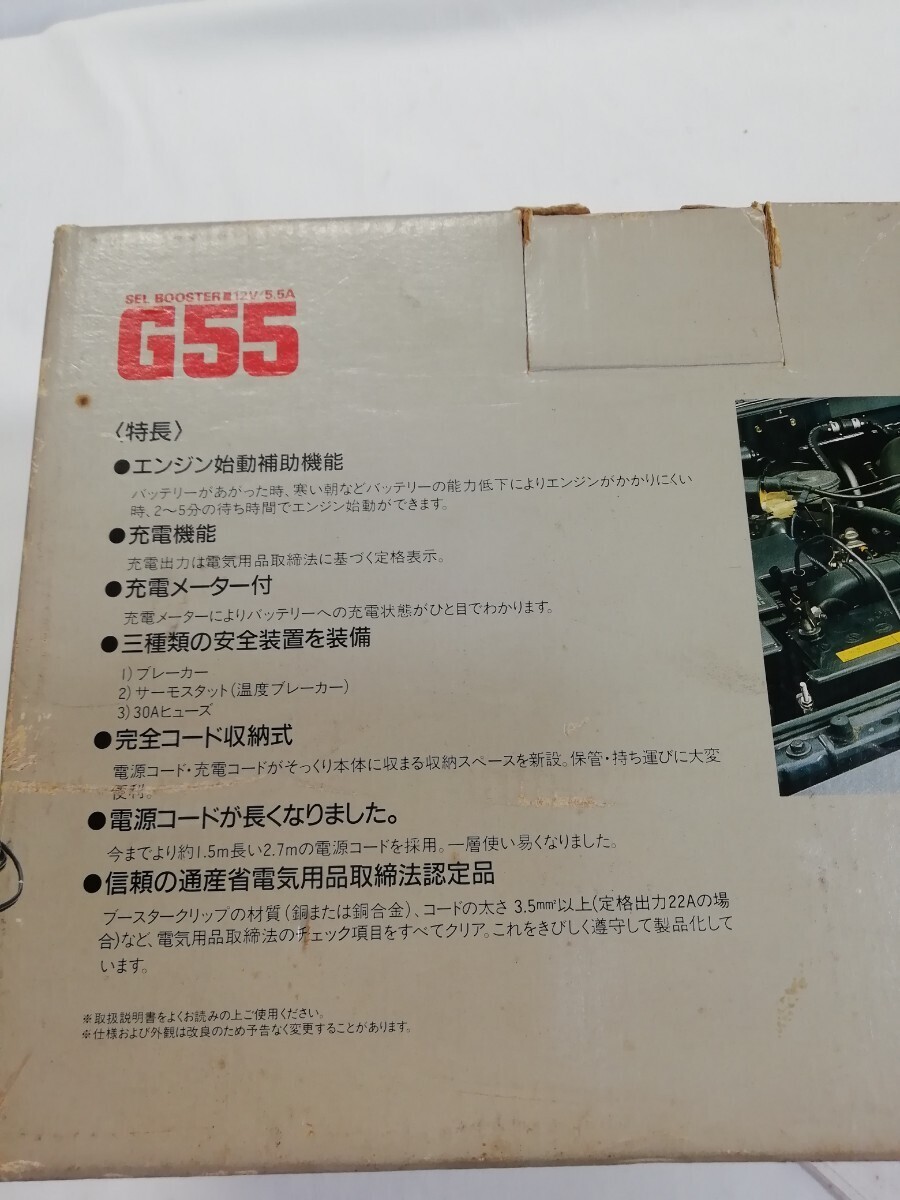 SEL BOOSTERⅢ12V/5.5A
G55
〈特長〉
●エンジン始動補助機能
バッテリーがあがった時、寒い朝などバッテリーの能力低下によりエンジンがかかりにくい
時、2〜5分の待ち時間でエンジン始動ができます。
●充電機能
充電出力は電気用品取締法に基づく定格表示。
●充電メーター付
充電メーターによりバッテリーへの充電状態がひと目でわかります。
●三種類の安全装置を装備
1)ブレーカー
2)サーモスタット(温度ブレーカー)
3)30Aヒューズ
●完全コード収納式
電源コード・充電コードがそっくり本体に収まる収納スペースを新設。保管・持ち運びに大変
便利。
●電源コードが長くなりました。
今までより約1.5m長い2.7mの電源コードを採用。一層使い易くなりました。
●信頼の通産省電気用品取締法認定品
ブースタークリップの材質(銅または銅合金)、コードの太さ3.5mm²以上(定格出力22Aの場
合)など、電気用品取締法のチェック項目をすべてクリア。これをきびしく遵守して製品化して
います。
※取扱説明書をよくお読みの上ご使用ください。
※仕様および外観は改良のため予告なく変更することがあります。